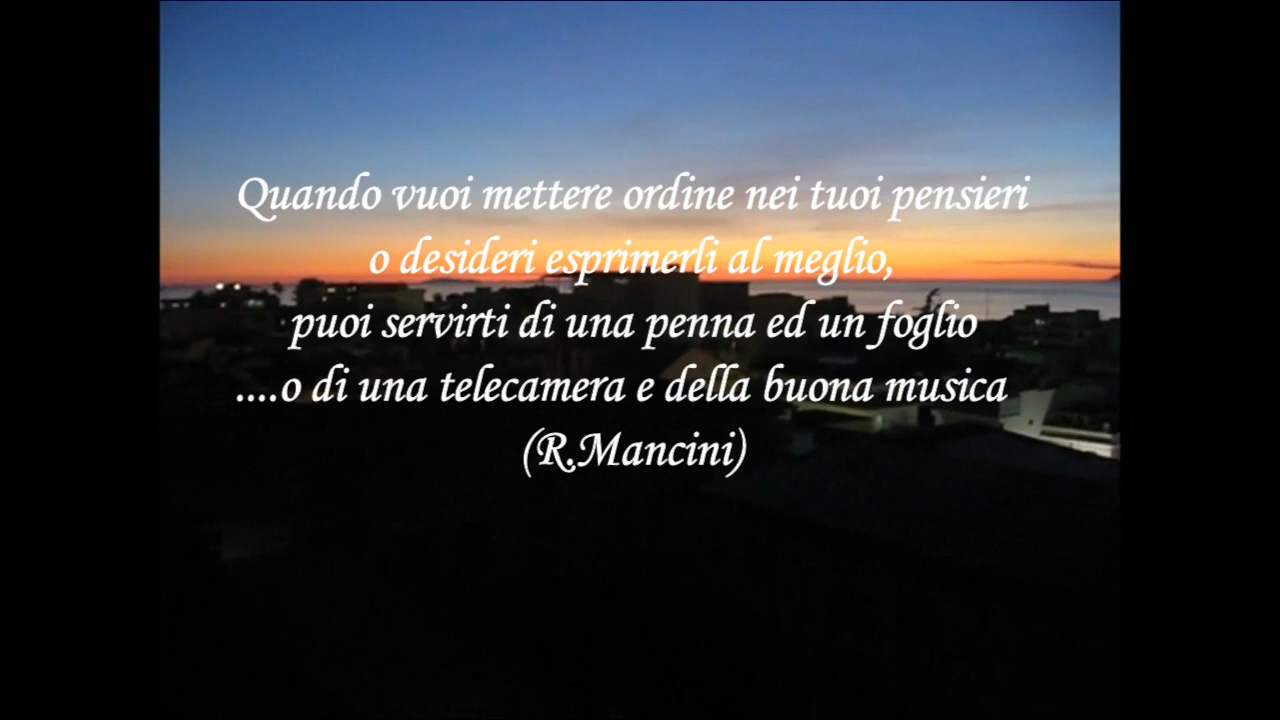 Quando vuoi mettere ordine nei tuoi pensieri
o desideri esprimerli al meglio,
puoi servirti di una penna ed un foglio
....o di una telecamera e della buona musica
(R.Mancini)